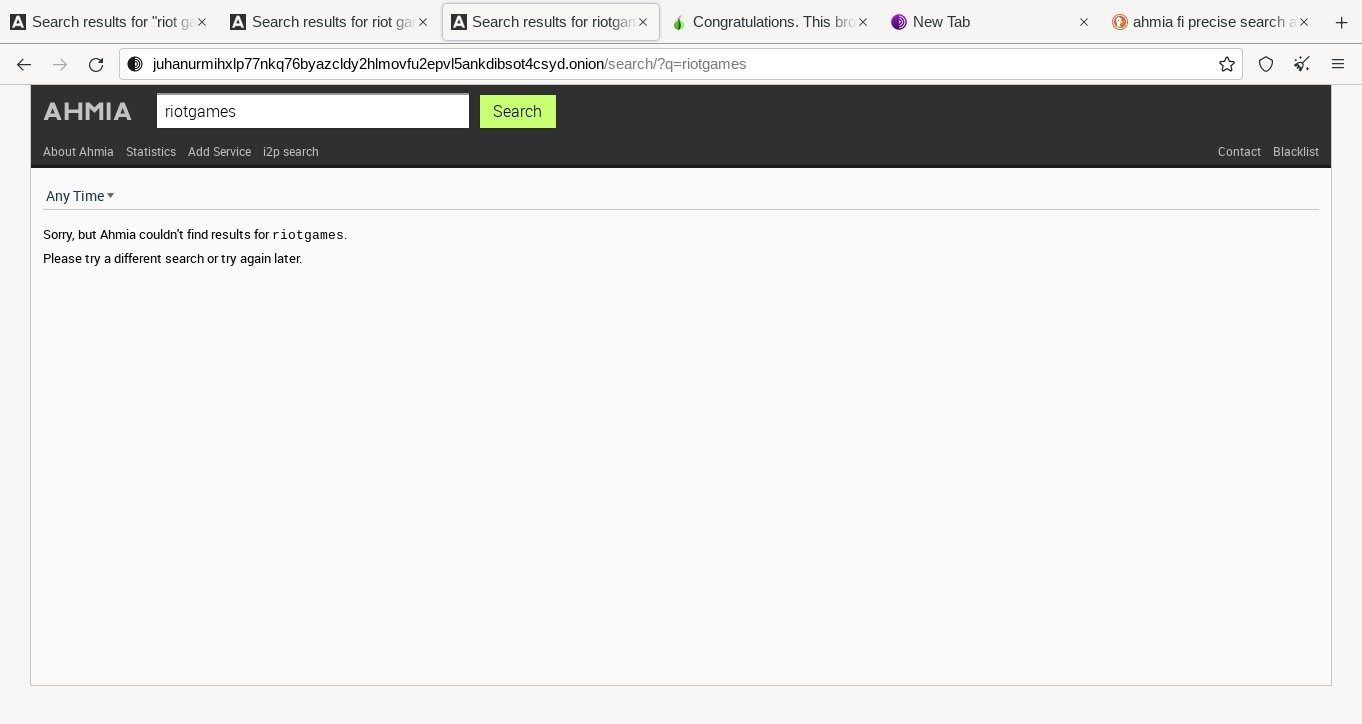 Search results for "riot ga
Search results for riot gar
Search results for riotgam
Congratulations. This bro
New Tab
ahmia fi precise search a
juhanurmihxlp77nkq76byazcldy2hlmovfu2epvl5ankdibsot4csyd.onion/search/?q=riotgames
AHMIA
riotgames
Search
About Ahmia Statistics Add Service i2p search Contact Blacklist
Any Time
Sorry, but Ahmia couldn't find results for riotgames.
Please try a different search or try again later.